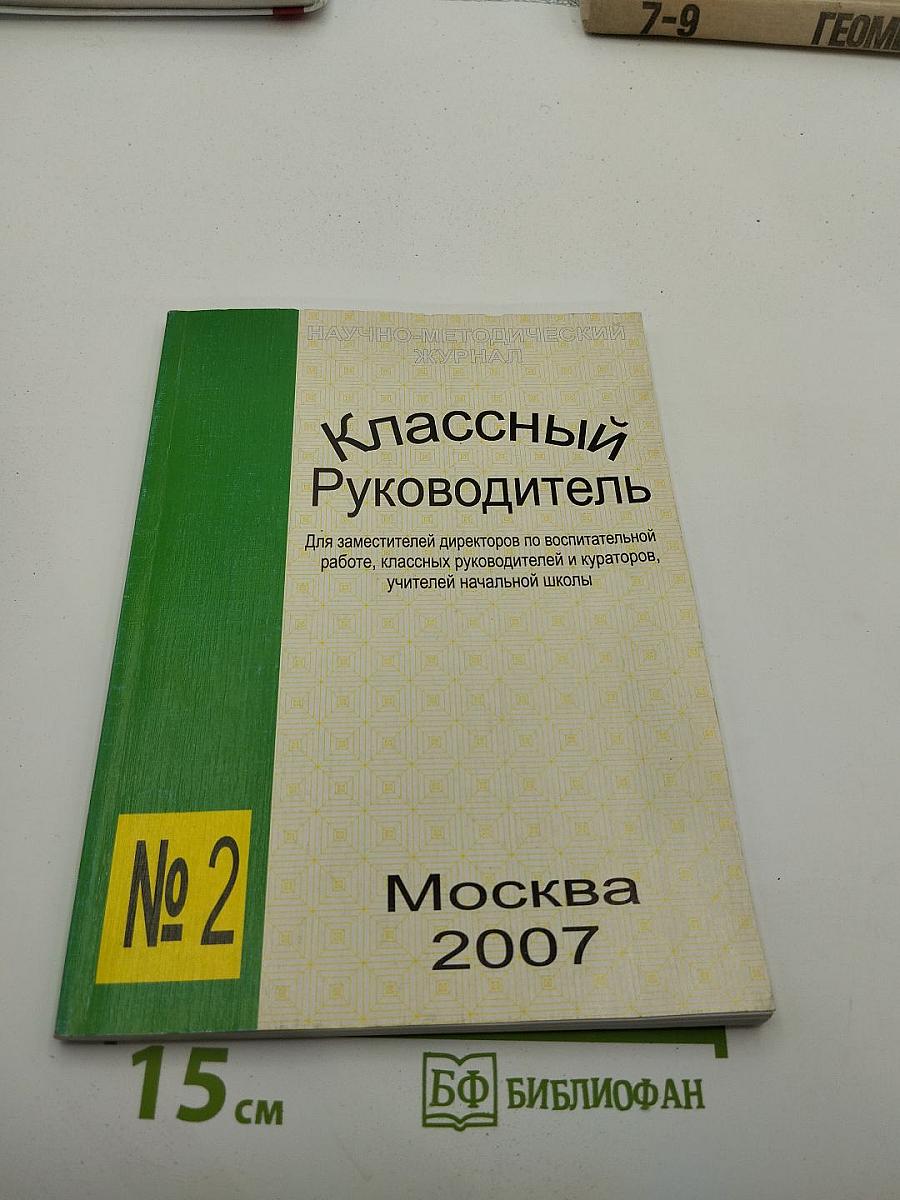 7-9 ГЕОМ
НАУЧНО-МЕТОДИЧЕСКИЙ
ЖУРНАЛ
Классный
Руководитель
Для заместителей директоров по воспитательной
работе, классных руководителей и кураторов,
учителей начальной школы
№ 2
Москва
2007
15 см
БФ БИБЛИОФАН